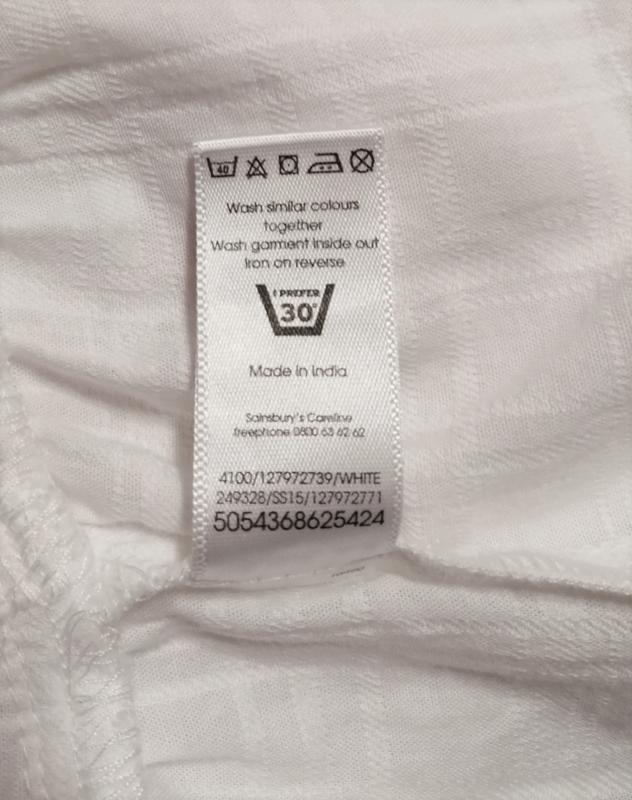 40
Wash similar colours
together
Wash garment inside out
Iron on reverse
I PREFER
30°
Made in India
Sainsbury's Careline
freephone 0800 63 62 62
4100/127972739/WHITE
249328/SS15/127972771
5054368625424